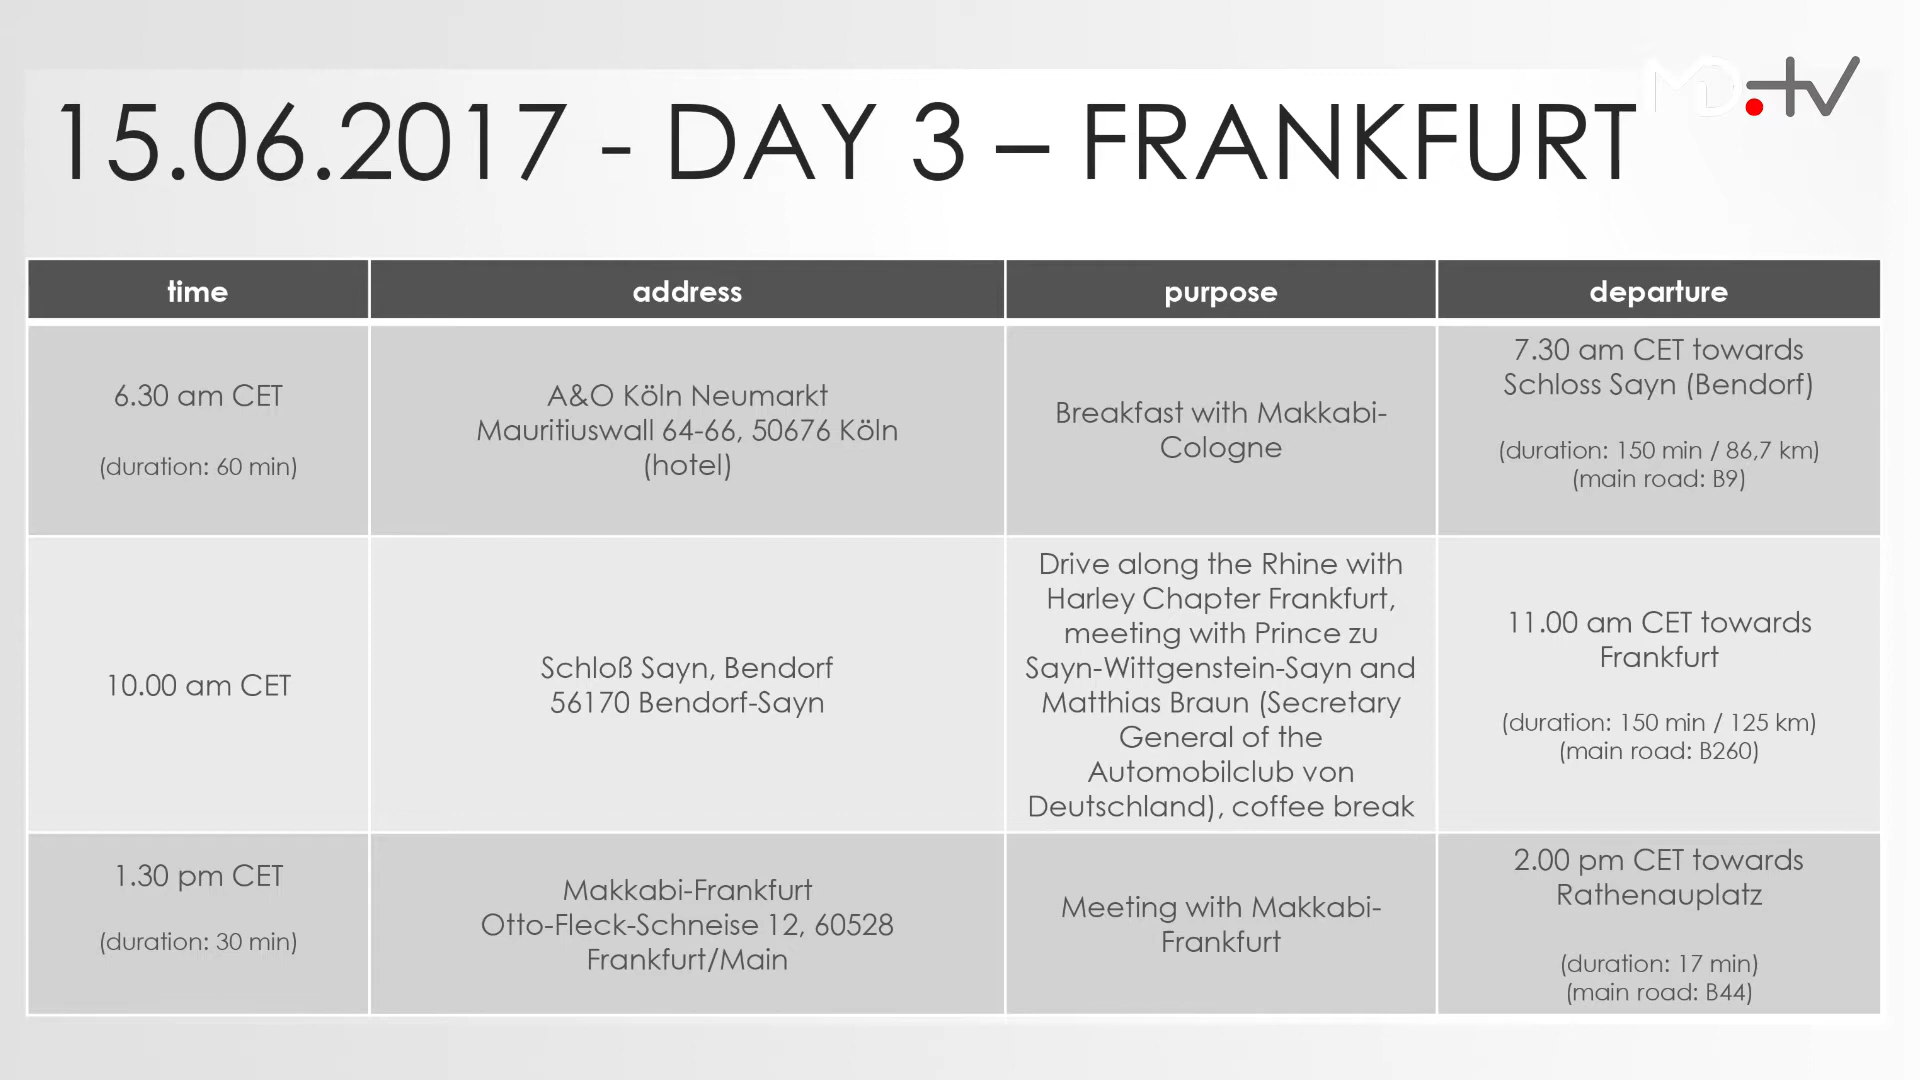 MD.tv
15.06.2017 - DAY 3 – FRANKFURT
time
address
purpose
departure
6.30 am CET
(duration: 60 min)
A&O Köln Neumarkt
Mauritiuswall 64-66, 50676 Köln
(hotel)
Breakfast with Makkabi-
Cologne
7.30 am CET towards
Schloss Sayn (Bendorf)
(duration: 150 min / 86,7 km)
(main road: B9)
10.00 am CET
Schloß Sayn, Bendorf
56170 Bendorf-Sayn
Drive along the Rhine with
Harley Chapter Frankfurt,
meeting with Prince zu
Sayn-Wittgenstein-Sayn and
Matthias Braun (Secretary
General of the
Automobilclub von
Deutschland), coffee break
11.00 am CET towards
Frankfurt
(duration: 150 min / 125 km)
(main road: B260)
1.30 pm CET
(duration: 30 min)
Makkabi-Frankfurt
Otto-Fleck-Schneise 12, 60528
Frankfurt/Main
Meeting with Makkabi-
Frankfurt
2.00 pm CET towards
Rathenauplatz
(duration: 17 min)
(main road: B44)